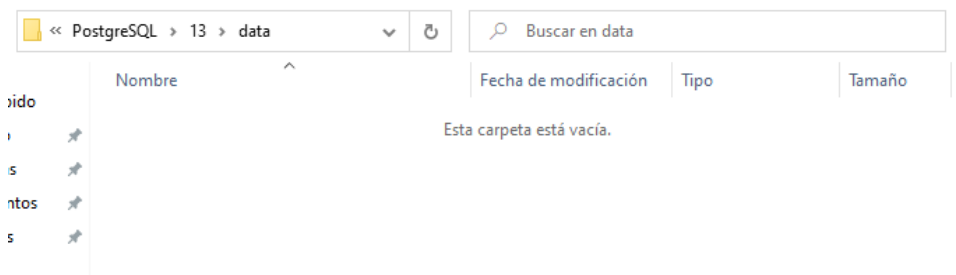 « PostgreSQL > 13 > data
Buscar en data
Nombre Fecha de modificación Tipo Tamaño
Esta carpeta está vacía.